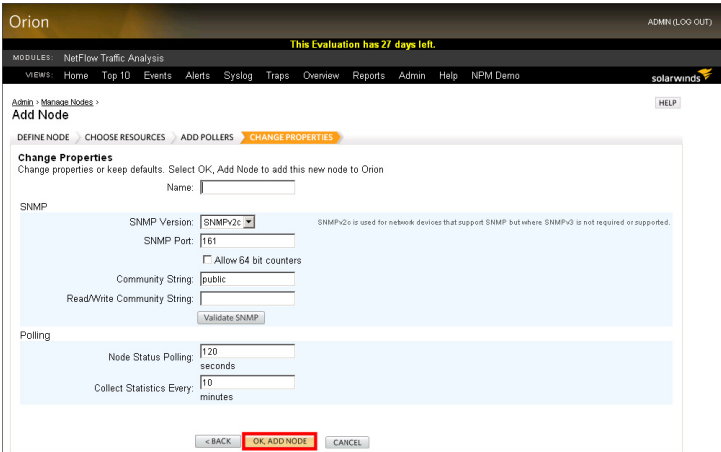 Orion
ADMIN (LOG OUT)
This Evaluation has 27 days left.
MODULES: NetFlow Traffic Analysis
VIEWS: Home Top 10 Events Alerts Syslog Traps Overview Reports Admin Help NPM Demo
solarwinds
Admin > Manage Nodes >
HELP
Add Node
DEFINE NODE CHOOSE RESOURCES ADD POLLERS CHANGE PROPERTIES
Change Properties
Change properties or keep defaults. Select OK, Add Node to add this new node to Orion
Name:
SNMP
SNMP Version: SNMPv2c SNMPv2c is used for network devices that support SNMP but where SNMPv3 is not required or supported.
SNMP Port: 161
Allow 64 bit counters
Community String: public
Read/Write Community String:
Validate SNMP
Polling
Node Status Polling: 120
seconds
Collect Statistics Every: 10
minutes
< BACK OK, ADD NODE CANCEL